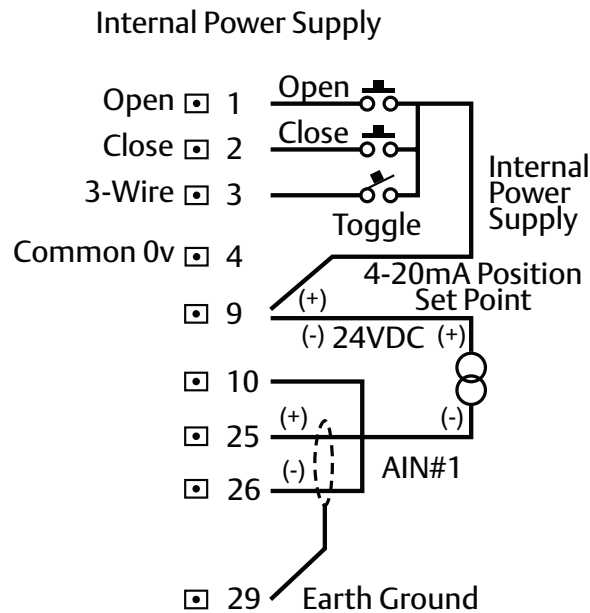 Internal Power Supply
Open 1 Open
Close 2 Close
3-Wire 3
Toggle
Internal
Power
Supply
Common 0v 4
4-20mA Position
Set Point
9 (+)
(-) 24VDC (+)
10
25 (+) (-)
26 (-) AIN#1
29 Earth Ground